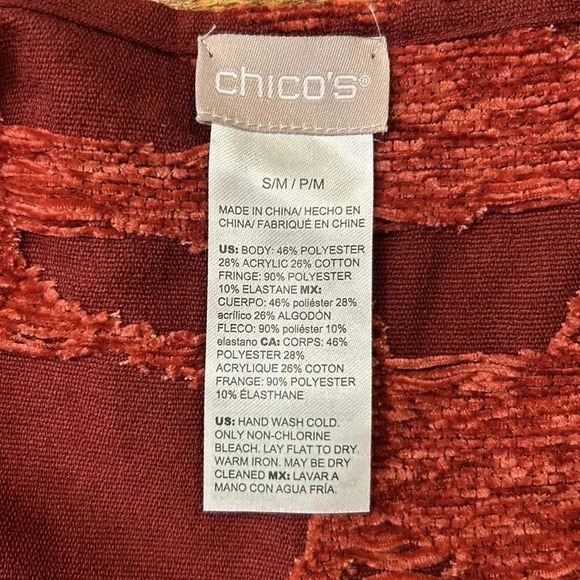 chico's®
S/M / P/M
MADE IN CHINA/ HECHO EN
CHINA/ FABRIQUÉ EN CHINE
US: BODY: 46% POLYESTER
28% ACRYLIC 26% COTTON
FRINGE: 90% POLYESTER
10% ELASTANE MX:
CUERPO: 46% poliéster 28%
acrílico 26% ALGODÓN
FLECO: 90% poliéster 10%
elastano CA: CORPS: 46%
POLYESTER 28%
ACRYLIQUE 26% COTON
FRANGE: 90% POLYESTER
10% ÉLASTHANE
US: HAND WASH COLD.
ONLY NON-CHLORINE
BLEACH. LAY FLAT TO DRY.
WARM IRON. MAY BE DRY
CLEANED MX: LAVAR A
MANO CON AGUA FRÍA.